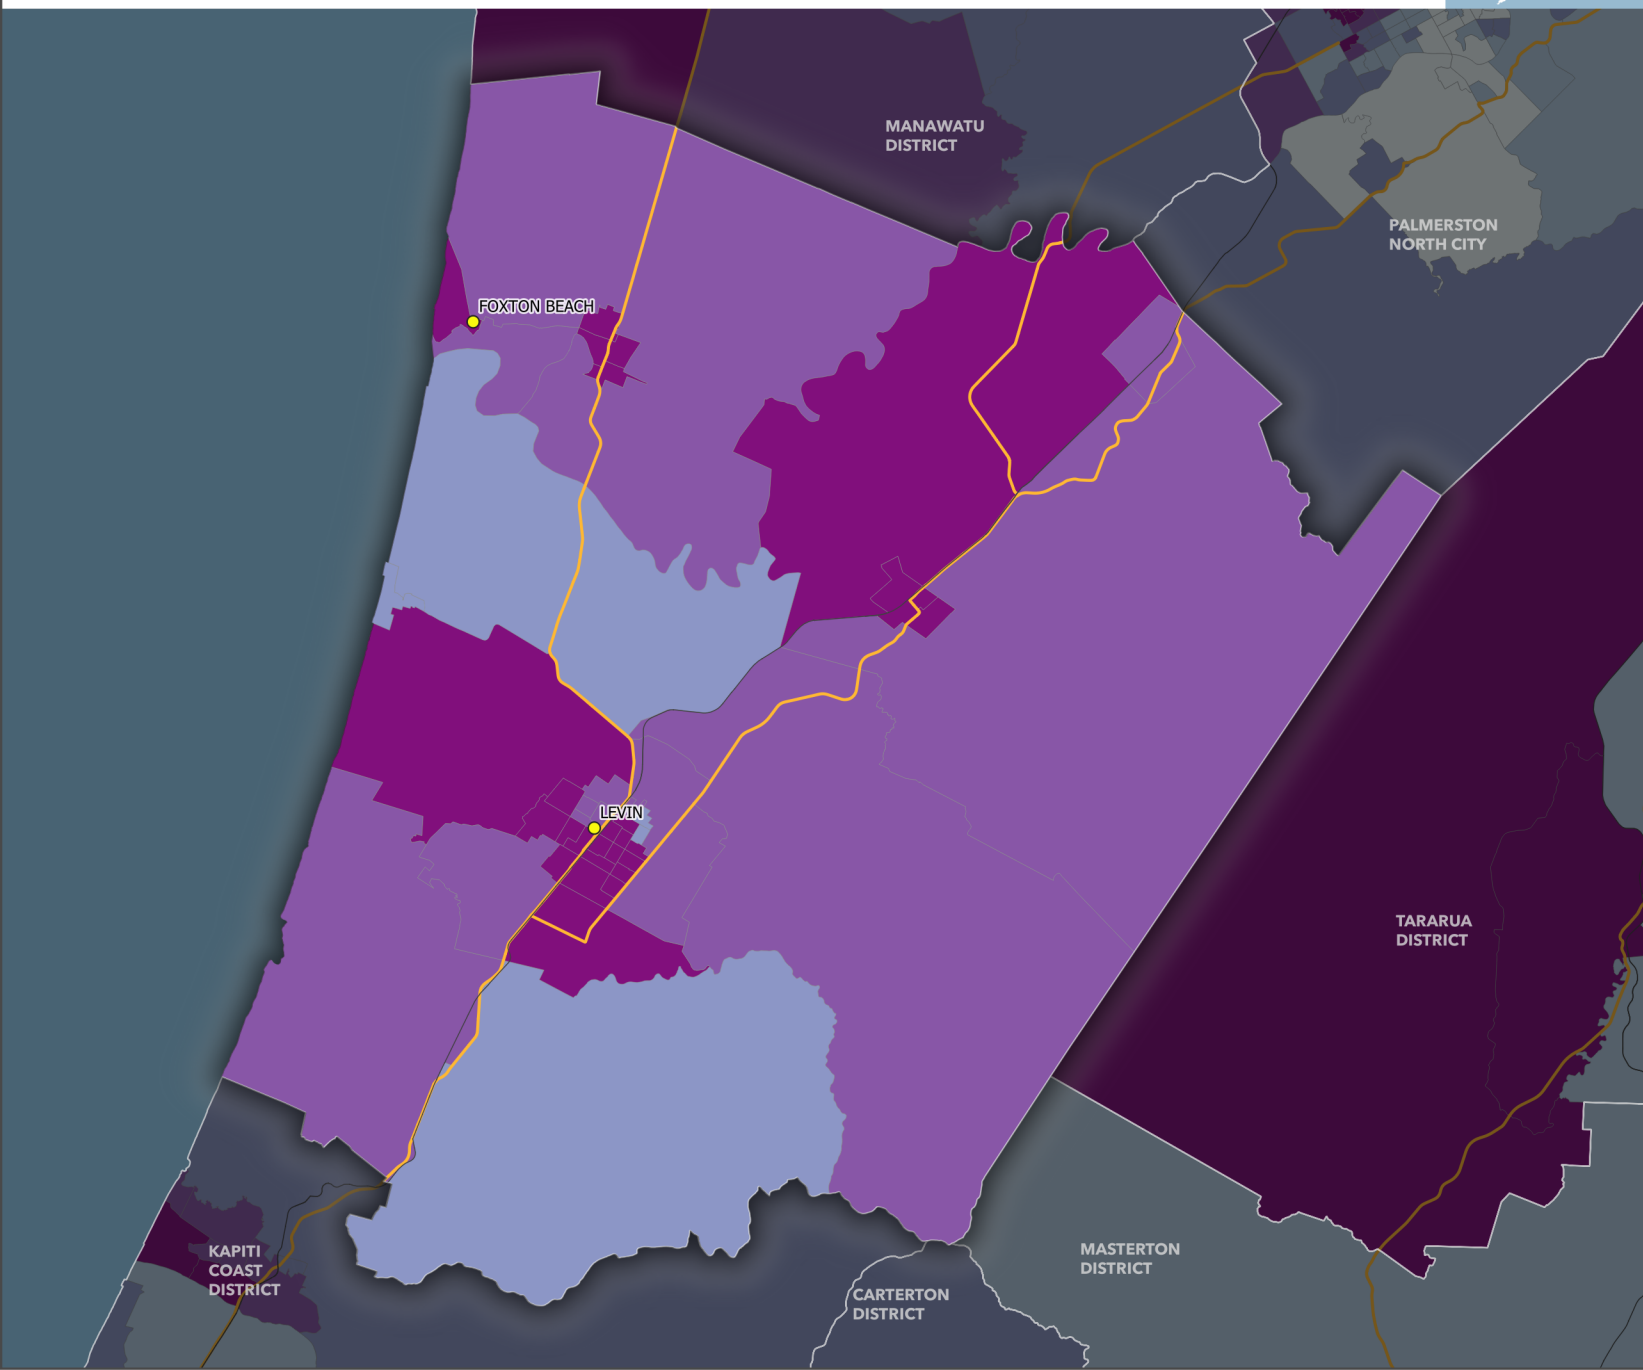 MANAWATU
DISTRICT
PALMERSTON
NORTH CITY
FOXTON BEACH
LEVIN
TARARUA
DISTRICT
KAPITI
COAST
DISTRICT
MASTERTON
DISTRICT
CARTERTON
DISTRICT